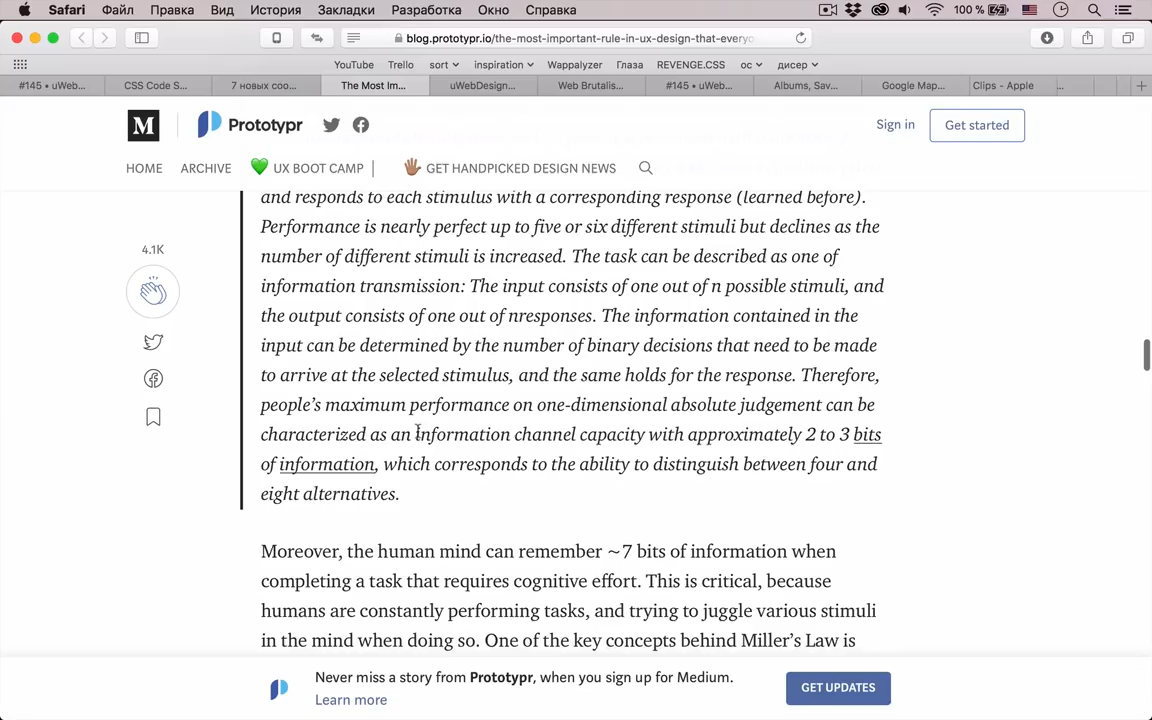 Safari Файл Правка Вид История Закладки Разработка Окно Справка 100 %
blog.prototypr.io/the-most-important-rule-in-ux-design-that-everyo
YouTube Trello sort inspiration Wappalyzer Глаза REVENGE.CSS ос дисер
#145 • uWeb... CSS Code S... 7 новых соо... The Most Im... uWebDesign... Web Brutalis... #145 • uWeb... Albums, Sav... Google Map... Clips - Apple ...
M Prototypr Sign in Get started
HOME ARCHIVE UX BOOT CAMP | GET HANDPICKED DESIGN NEWS
and responds to each stimulus with a corresponding response (learned before).
Performance is nearly perfect up to five or six different stimuli but declines as the
4.1K
number of different stimuli is increased. The task can be described as one of
information transmission: The input consists of one out of n possible stimuli, and
the output consists of one out of nresponses. The information contained in the
input can be determined by the number of binary decisions that need to be made
to arrive at the selected stimulus, and the same holds for the response. Therefore,
people's maximum performance on one-dimensional absolute judgement can be
characterized as an information channel capacity with approximately 2 to 3 bits
of information, which corresponds to the ability to distinguish between four and
eight alternatives.
Moreover, the human mind can remember ~7 bits of information when
completing a task that requires cognitive effort. This is critical, because
humans are constantly performing tasks, and trying to juggle various stimuli
in the mind when doing so. One of the key concepts behind Miller's Law is
Never miss a story from Prototypr, when you sign up for Medium.
Learn more
GET UPDATES